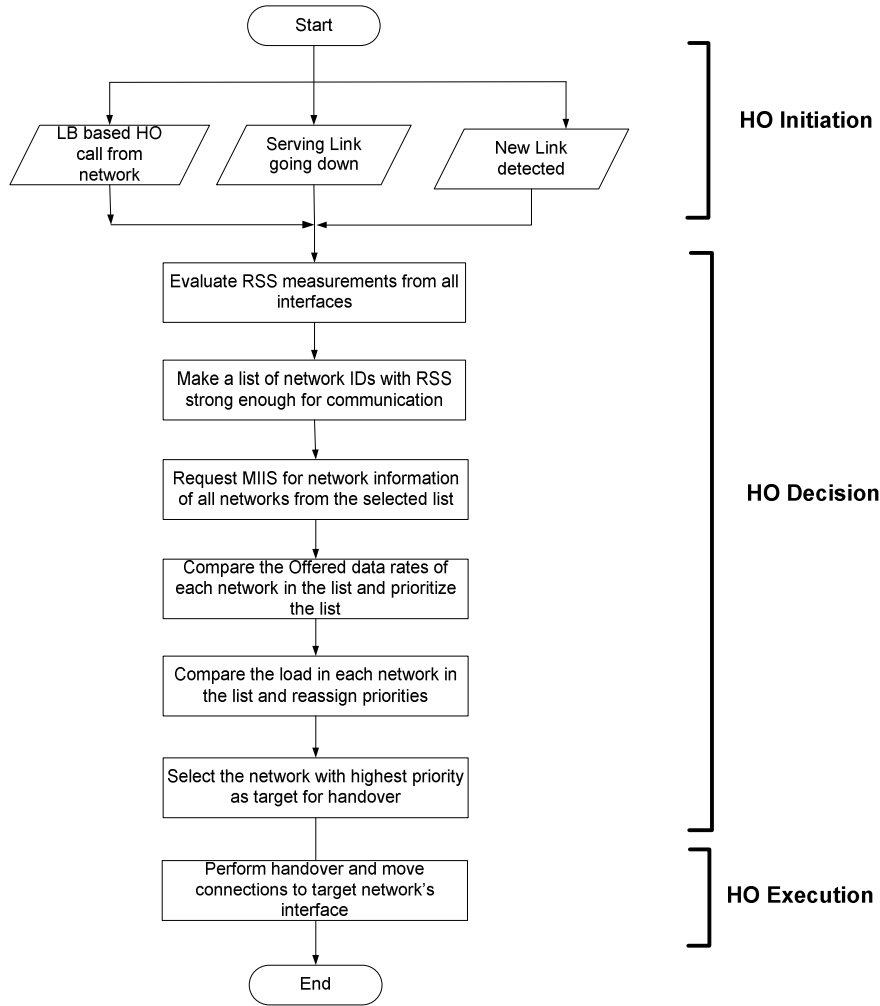 Start
LB based HO
call from
network
Serving Link
going down
New Link
detected
HO Initiation
Evaluate RSS measurements from all
interfaces
Make a list of network IDs with RSS
strong enough for communication
Request MIIS for network information
of all networks from the selected list
Compare the Offered data rates of
each network in the list and prioritize
the list
Compare the load in each network in
the list and reassign priorities
Select the network with highest priority
as target for handover
HO Decision
Perform handover and move
connections to target network’s
interface
HO Execution
End